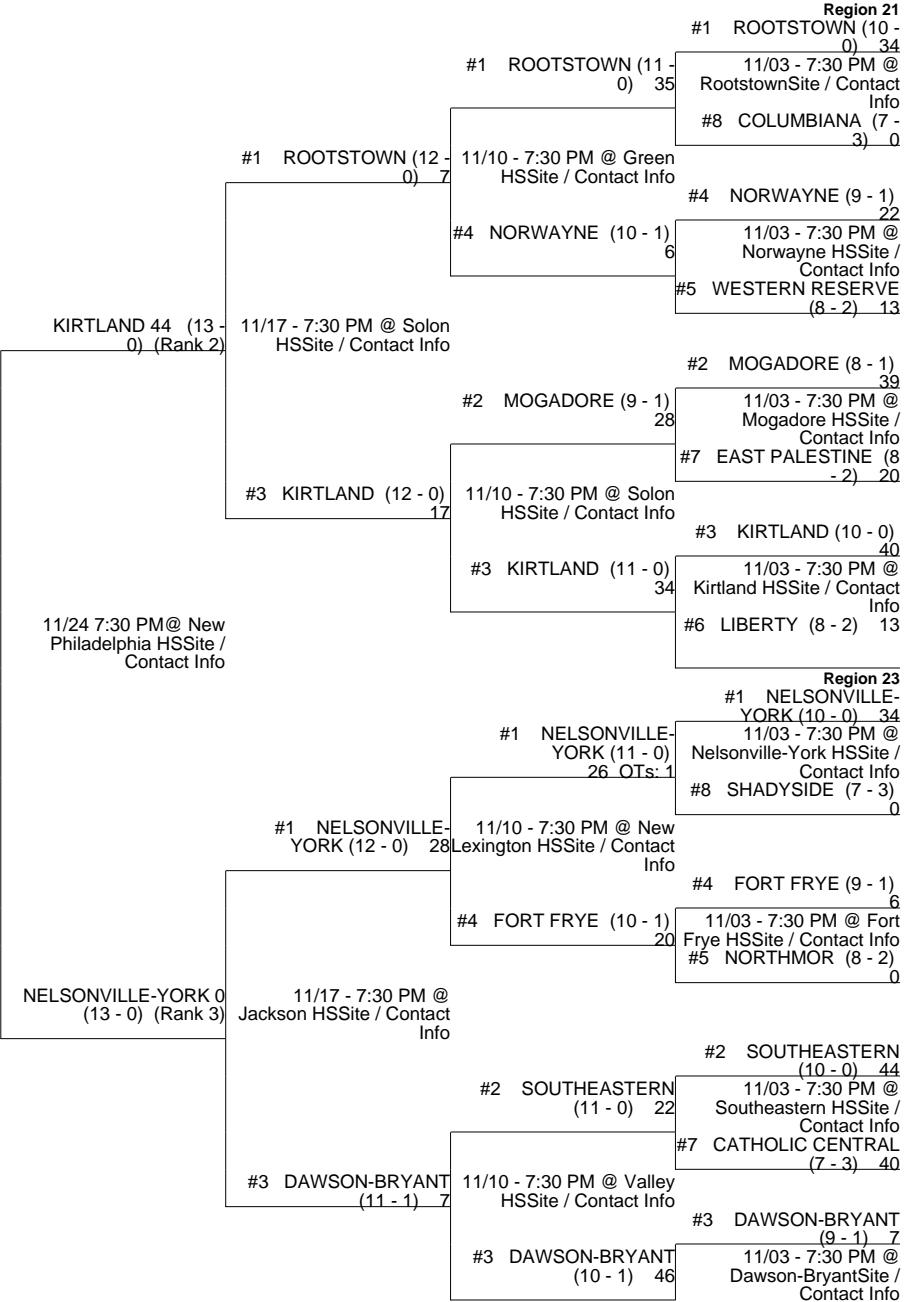 Region 21
#1 ROOTSTOWN (10 -
0) 34
11/03 - 7:30 PM @
RootstownSite / Contact
Info
#8 COLUMBIANA (7 -
3) 0
#1 ROOTSTOWN (11 -
0) 35
11/10 - 7:30 PM @ Green
HSSite / Contact Info
#4 NORWAYNE (9 - 1)
22
11/03 - 7:30 PM @
Norwayne HSSite /
Contact Info
#5 WESTERN RESERVE
(8 - 2) 13
#4 NORWAYNE (10 - 1)
6
#1 ROOTSTOWN (12 -
0) 7
11/17 - 7:30 PM @ Solon
HSSite / Contact Info
#2 MOGADORE (8 - 1)
39
11/03 - 7:30 PM @
Mogadore HSSite /
Contact Info
#7 EAST PALESTINE (8
- 2) 20
#2 MOGADORE (9 - 1)
28
11/10 - 7:30 PM @ Solon
HSSite / Contact Info
#3 KIRTLAND (10 - 0)
40
11/03 - 7:30 PM @
Kirtland HSSite / Contact
Info
#6 LIBERTY (8 - 2) 13
#3 KIRTLAND (11 - 0)
34
#3 KIRTLAND (12 - 0)
17
KIRTLAND 44 (13 -
0) (Rank 2)
11/24 7:30 PM@ New
Philadelphia HSSite /
Contact Info
Region 23
#1 NELSONVILLE-
YORK (10 - 0) 34
11/03 - 7:30 PM @
Nelsonville-York HSSite /
Contact Info
#8 SHADYSIDE (7 - 3)
0
#1 NELSONVILLE-
YORK (11 - 0)
26 OTs: 1
11/10 - 7:30 PM @ New
Lexington HSSite / Contact
Info
#4 FORT FRYE (9 - 1)
6
11/03 - 7:30 PM @ Fort
Frye HSSite / Contact Info
#5 NORTHMOR (8 - 2)
0
#4 FORT FRYE (10 - 1)
20
#1 NELSONVILLE-
YORK (12 - 0) 28
11/17 - 7:30 PM @
Jackson HSSite / Contact
Info
NELSONVILLE-YORK 0
(13 - 0) (Rank 3)
#2 SOUTHEASTERN
(10 - 0) 44
11/03 - 7:30 PM @
Southeastern HSSite /
Contact Info
#7 CATHOLIC CENTRAL
(7 - 3) 40
#2 SOUTHEASTERN
(11 - 0) 22
11/10 - 7:30 PM @ Valley
HSSite / Contact Info
#3 DAWSON-BRYANT
(9 - 1) 7
11/03 - 7:30 PM @
Dawson-BryantSite /
Contact Info
#3 DAWSON-BRYANT
(10 - 1) 46
#3 DAWSON-BRYANT
(11 - 1) 7